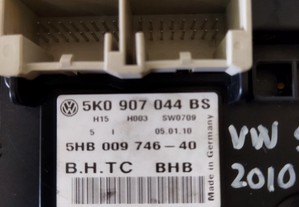 5K0 907 044 BS
H15 H003 SW0709
5 I 05.01.10
5HB 009 746-40
B.H.TC BHB
Made in Germany
VW
2010